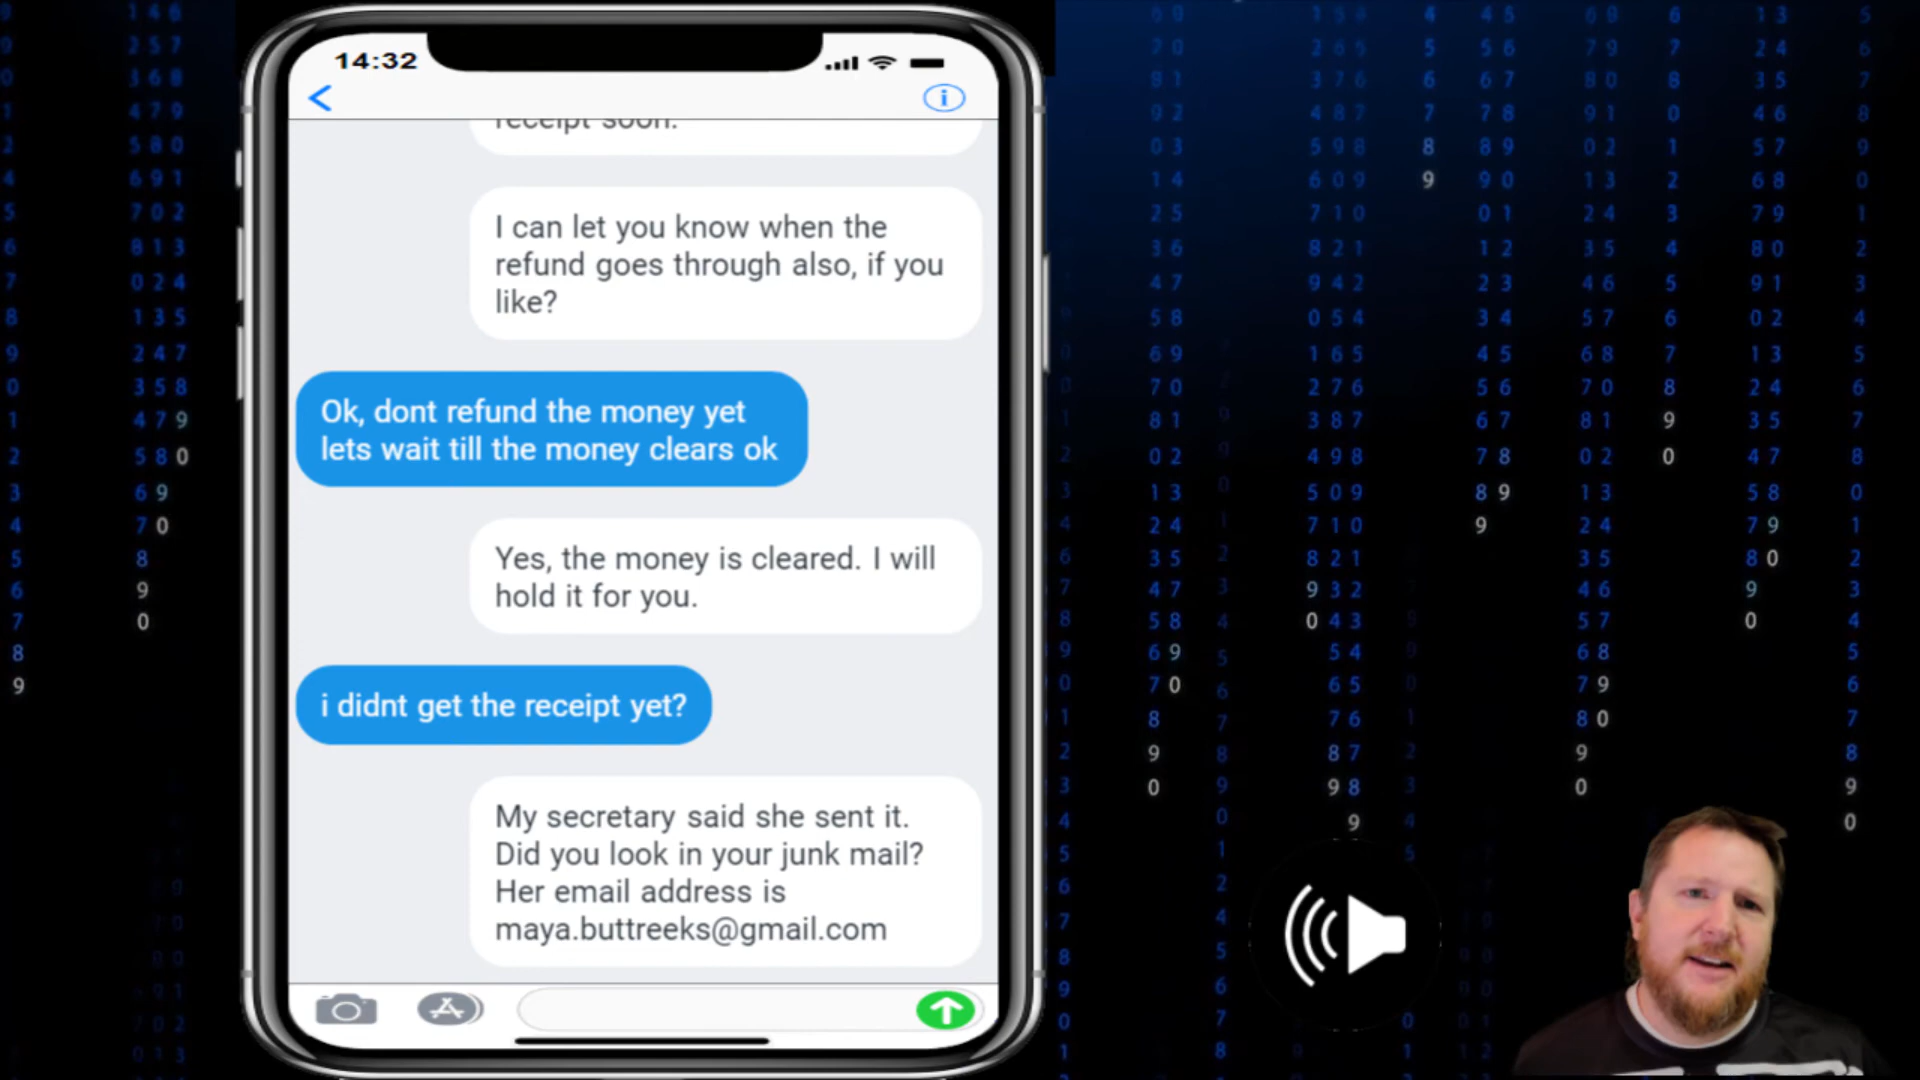 14:32
receipt soon.
I can let you know when the
refund goes through also, if you
like?
Ok, dont refund the money yet
lets wait till the money clears ok
Yes, the money is cleared. I will
hold it for you.
i didnt get the receipt yet?
My secretary said she sent it.
Did you look in your junk mail?
Her email address is
maya.buttreeks@gmail.com